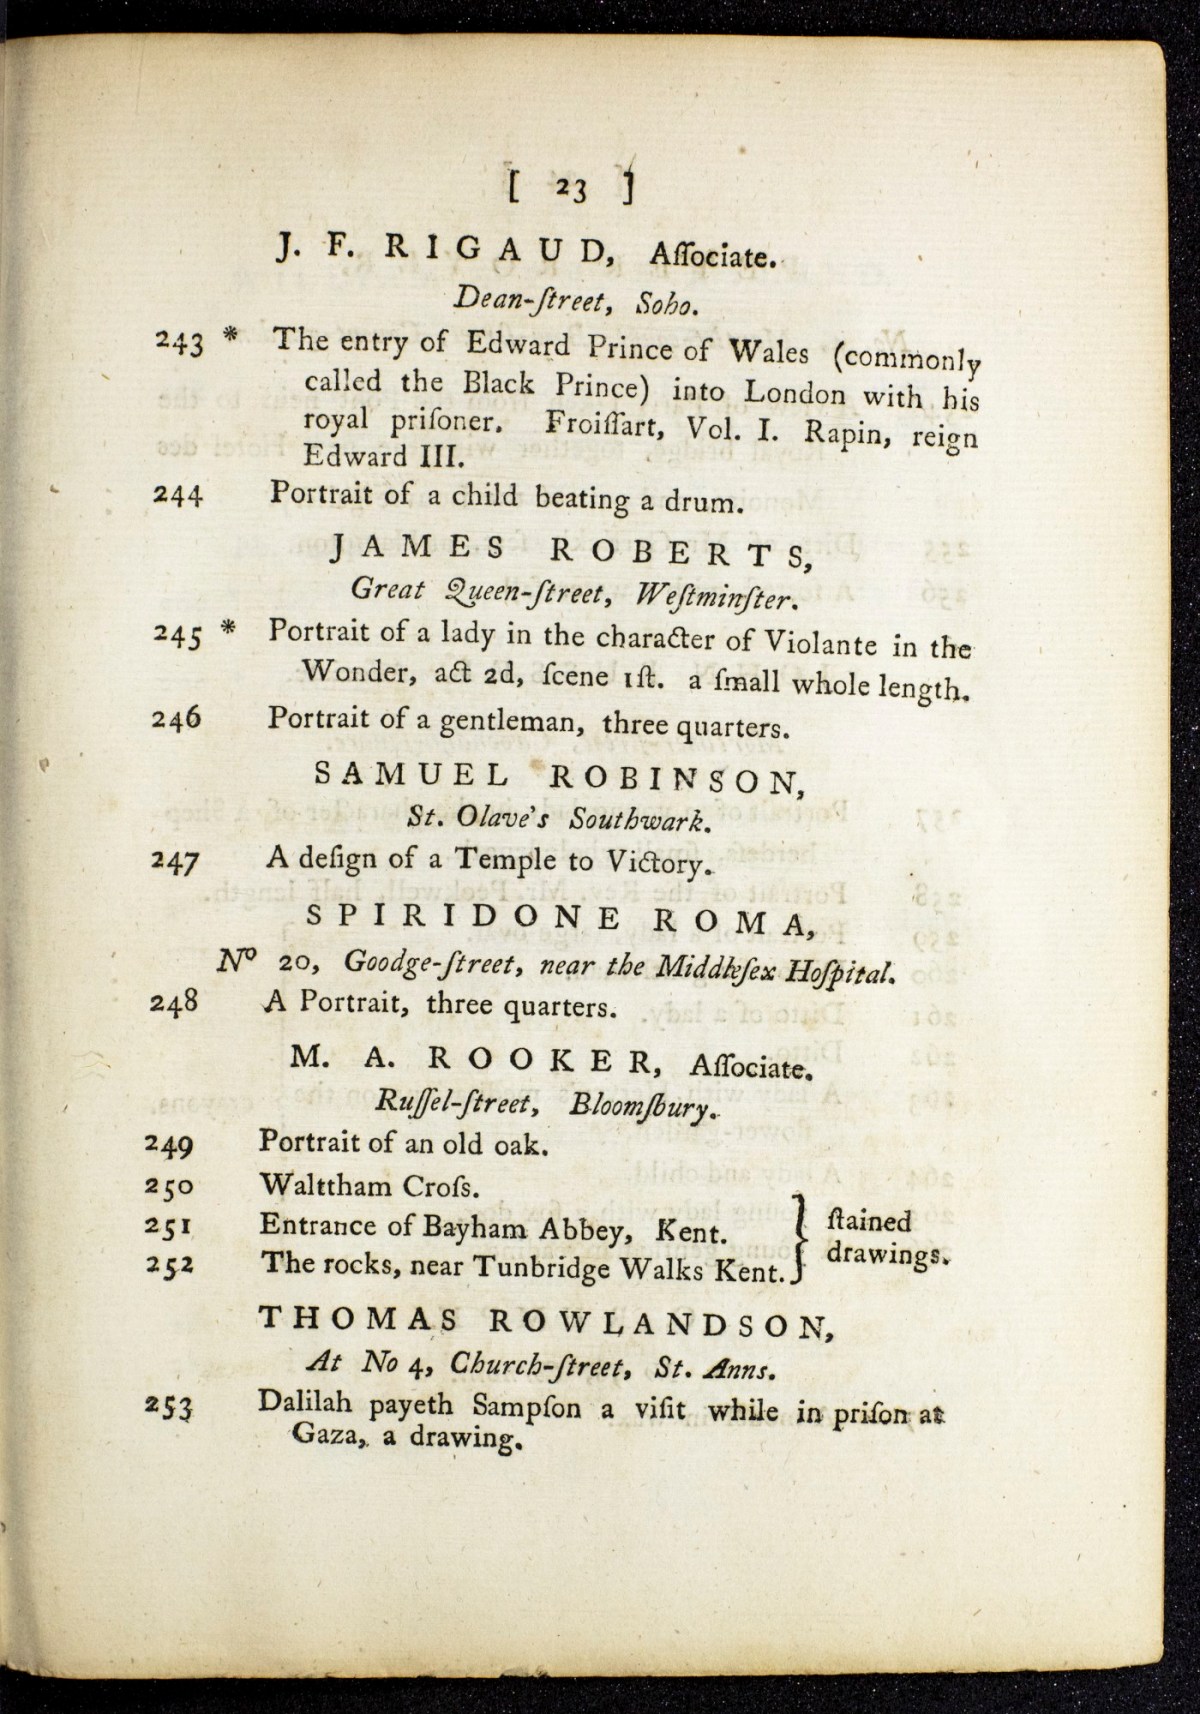 [ 23 ]
J. F. RIGAUD, Aſſociate.
Dean-ſtreet, Soho.
243 * The entry of Edward Prince of Wales (commonly
called the Black Prince) into London with his
royal priſoner. Froiſſart, Vol. I. Rapin, reign
Edward III.
244 Portrait of a child beating a drum.
JAMES ROBERTS,
Great Queen-ſtreet, Weſtminſter.
245 * Portrait of a lady in the character of Violante in the
Wonder, act 2d, ſcene 1ſt. a ſmall whole length.
246 Portrait of a gentleman, three quarters.
SAMUEL ROBINSON,
St. Olave's Southwark.
247 A deſign of a Temple to Victory.
SPIRIDONE ROMA,
No 20, Goodge-ſtreet, near the Middleſex Hoſpital.
248 A Portrait, three quarters.
M. A. ROOKER, Aſſociate.
Ruſſel-ſtreet, Bloomſbury.
249 Portrait of an old oak.
250 Walttham Croſs.
251 Entrance of Bayham Abbey, Kent. } ſtained
252 The rocks, near Tunbridge Walks Kent. drawings.
THOMAS ROWLANDSON,
At No 4, Church-ſtreet, St. Anns.
253 Dalilah payeth Sampſon a viſit while in priſon at
Gaza, a drawing.